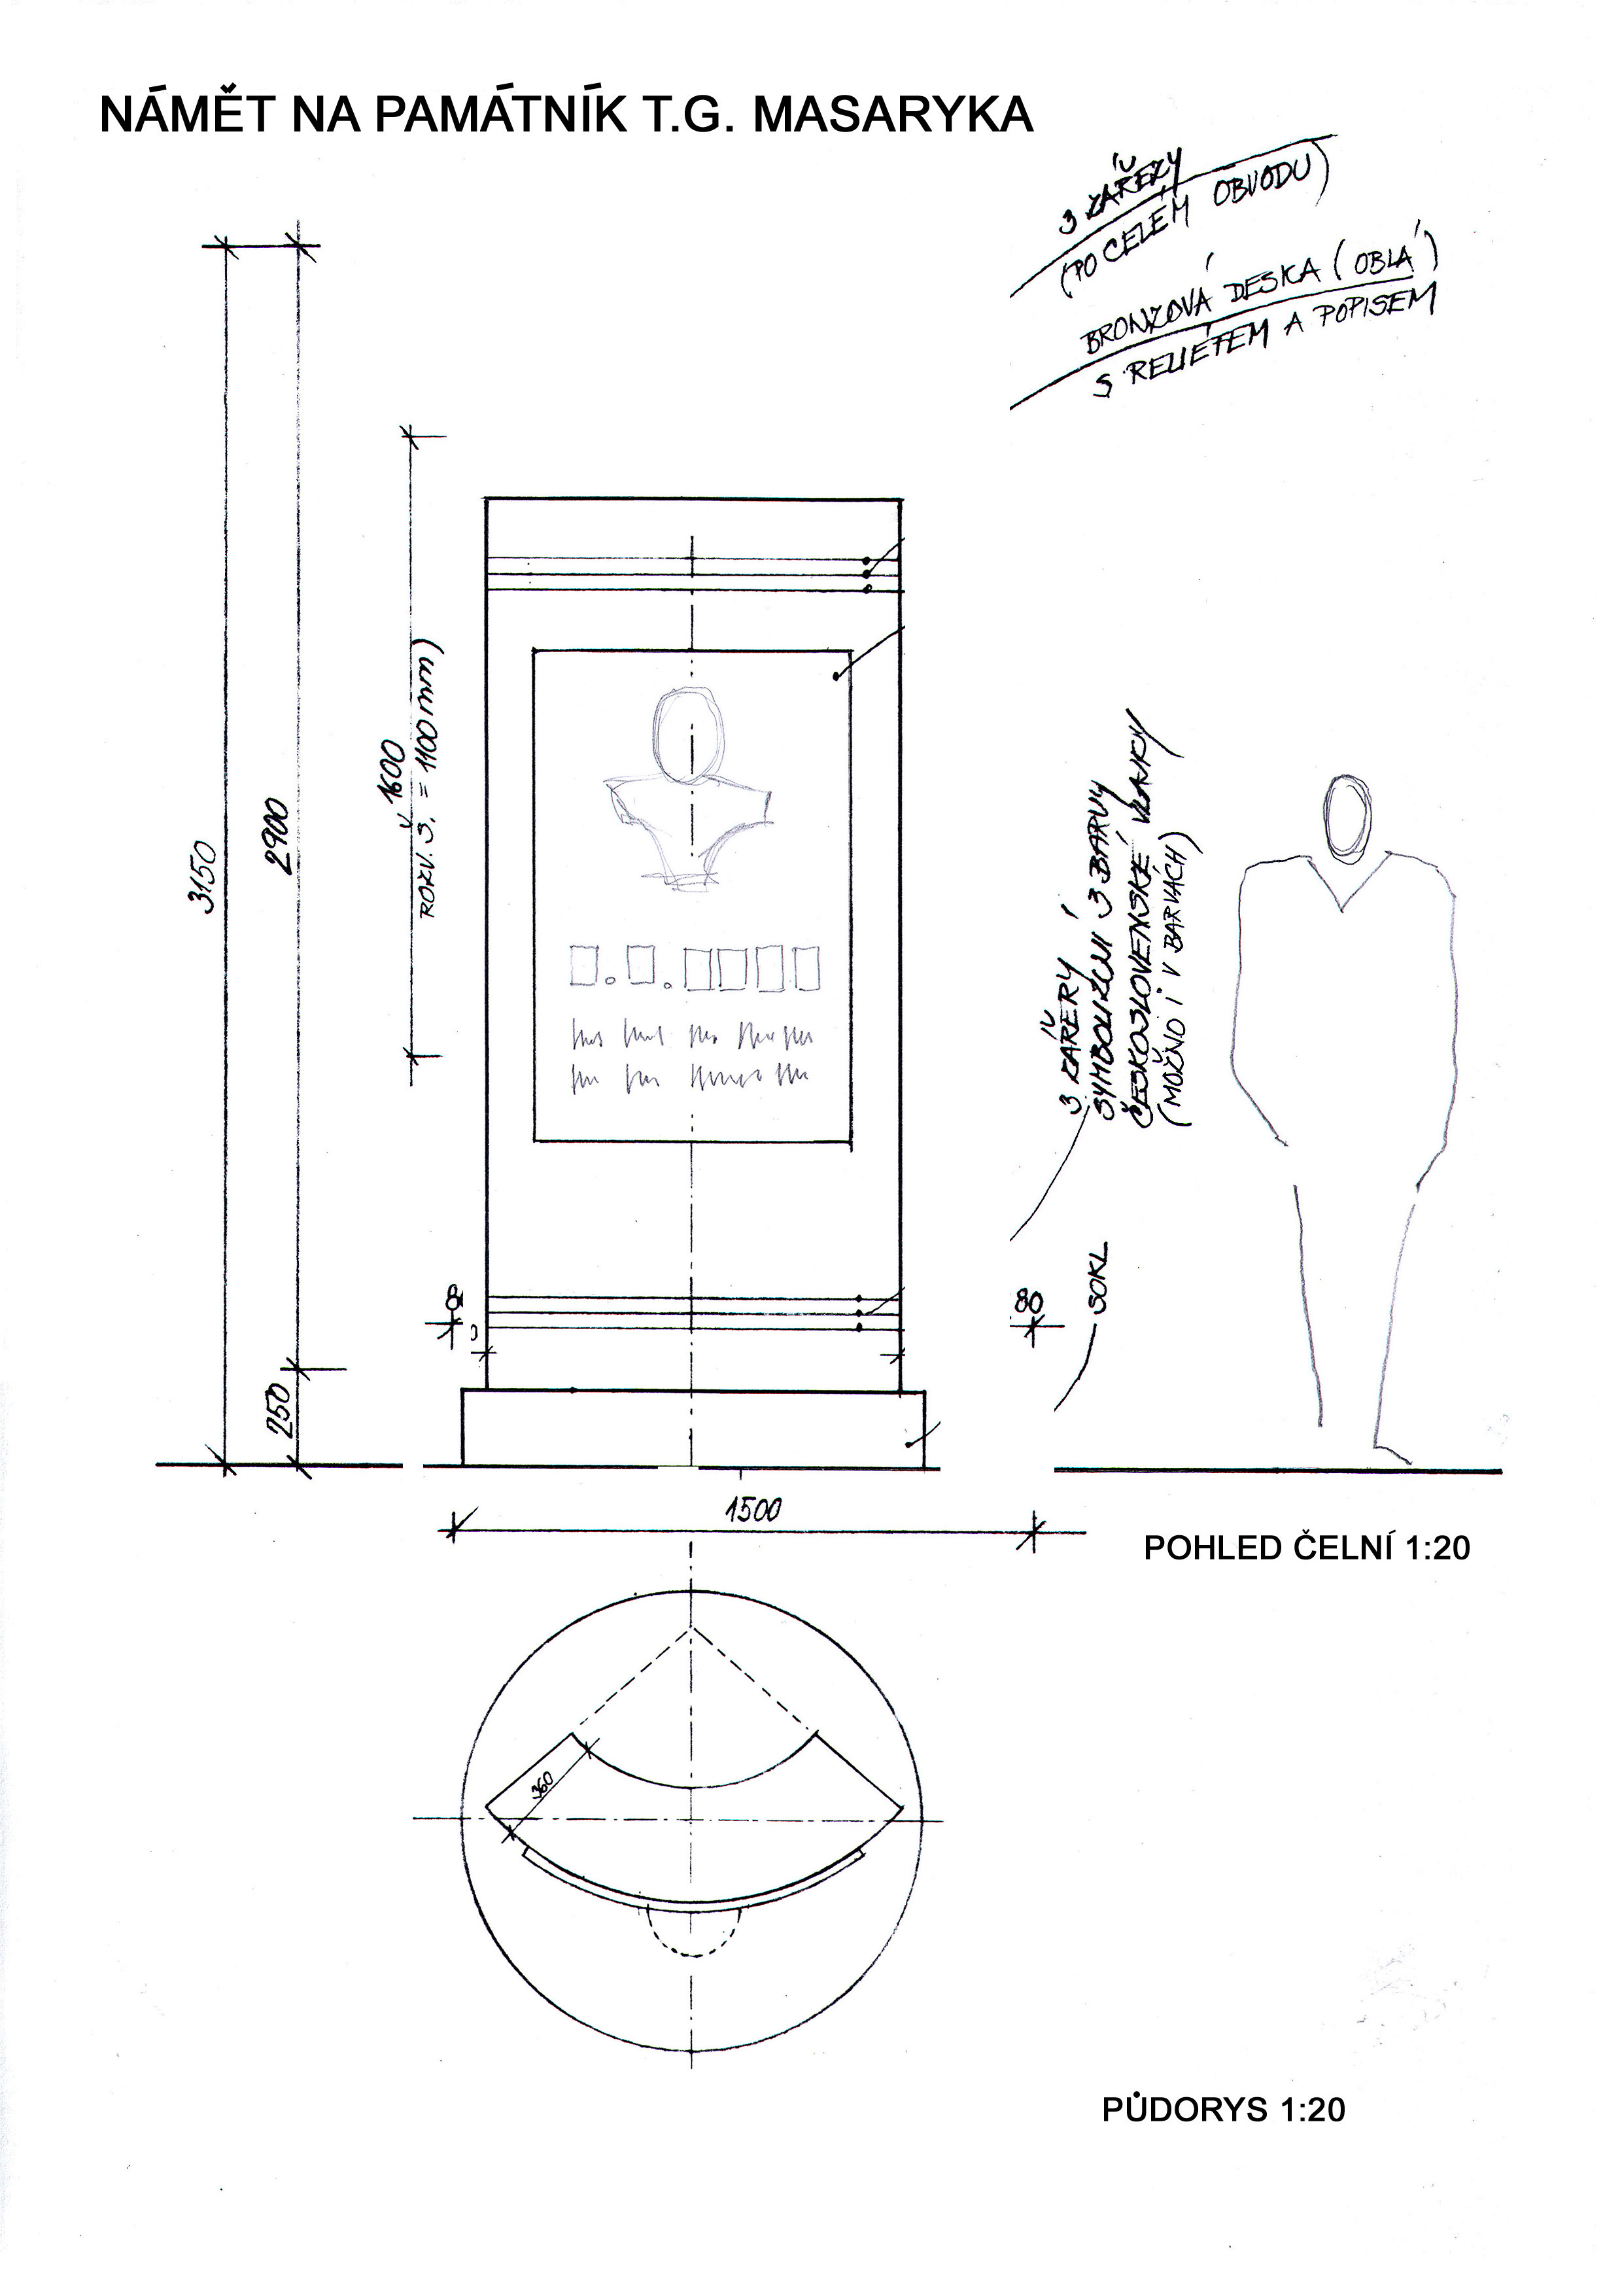 NÁMĚT NA PAMÁTNÍK T.G. MASARYKA
3 ZÁŘEZY
(PO CELÉM OBVODU)
BRONZOVÁ DESKA (OBLÁ)
S RELIÉFEM A POPISEM
3150
2900
250
1600
ROZV. Š. = 1100 mm)
3 ZÁŘEZY
SYMBOLIZUJÍ 3 BARVY
ČESKOSLOVENSKÉ VLAJKY
(MOŽNO i V BARVÁCH)
80
80
SOKL
1500
POHLED ČELNÍ 1:20
360
PŮDORYS 1:20